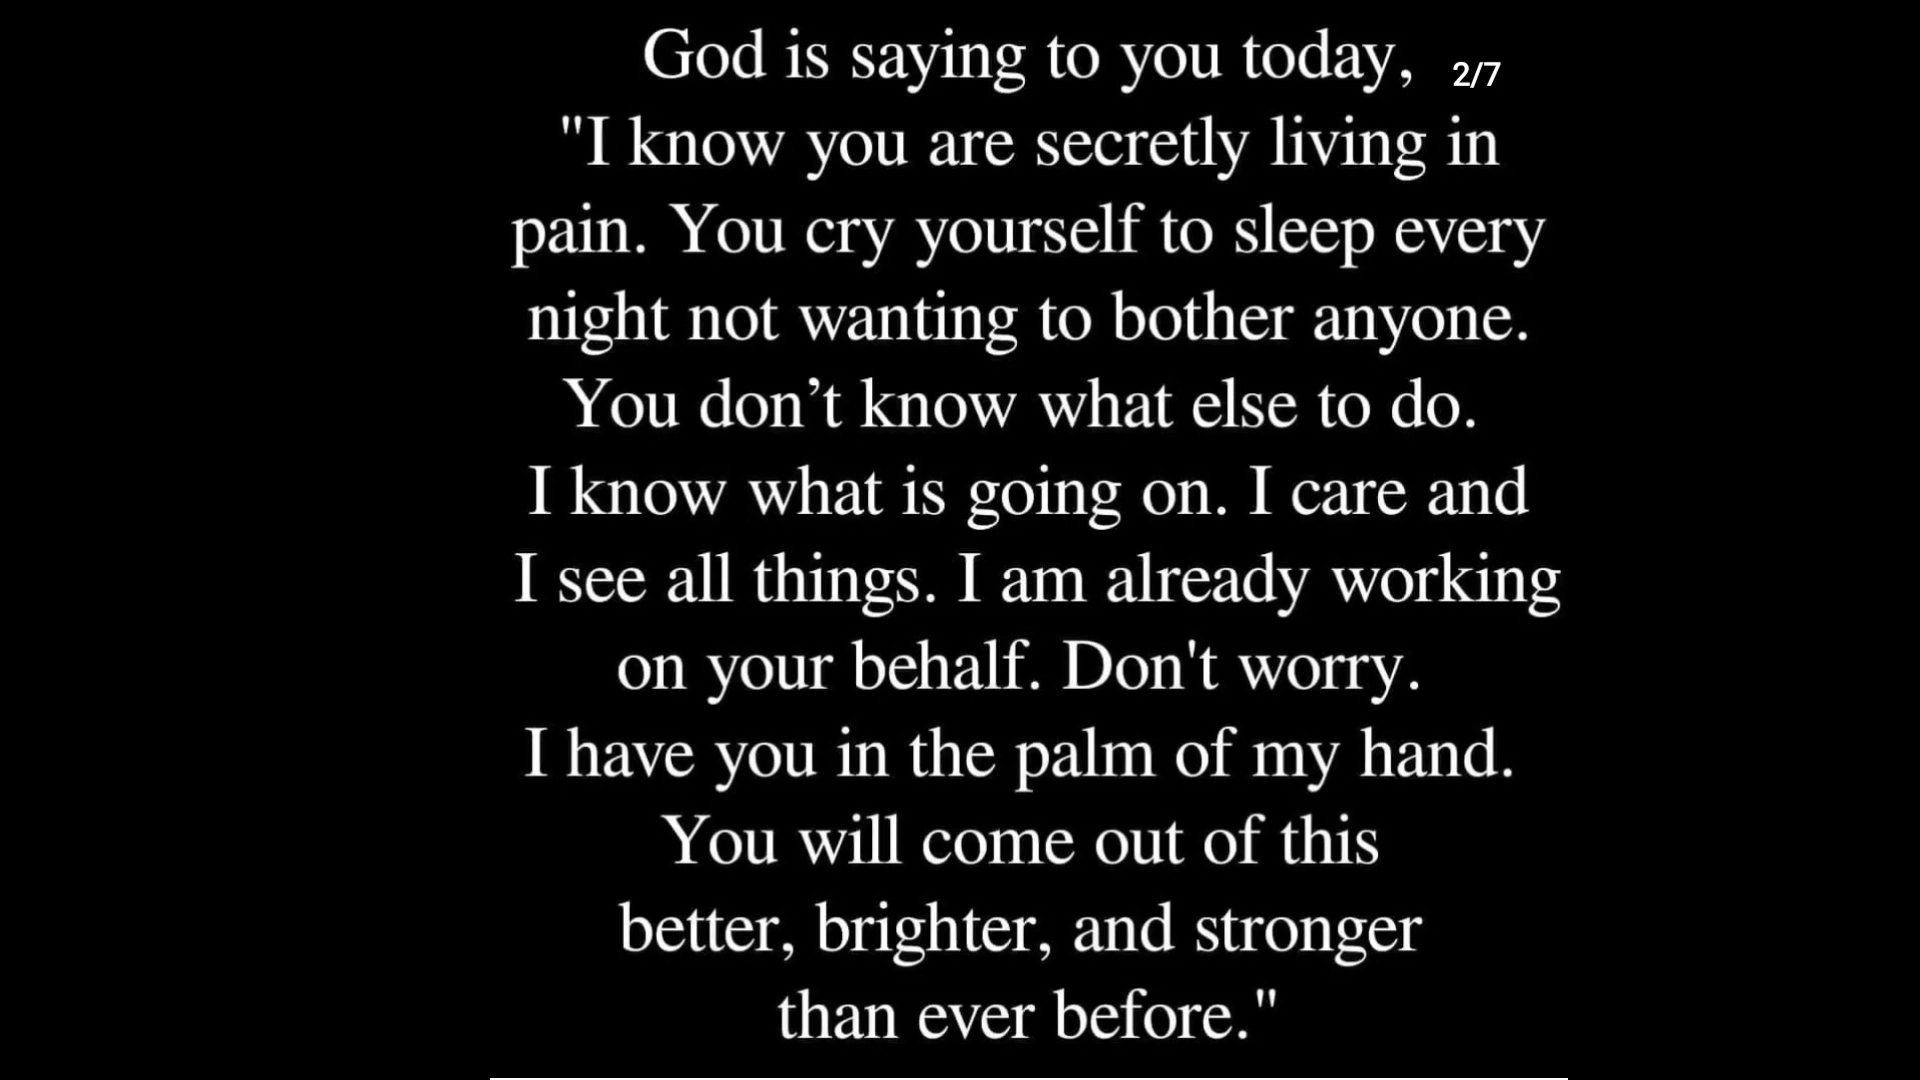 God is saying to you today,
2/7
"I know you are secretly living in
pain. You cry yourself to sleep every
night not wanting to bother anyone.
You don’t know what else to do.
I know what is going on. I care and
I see all things. I am already working
on your behalf. Don't worry.
I have you in the palm of my hand.
You will come out of this
better, brighter, and stronger
than ever before."